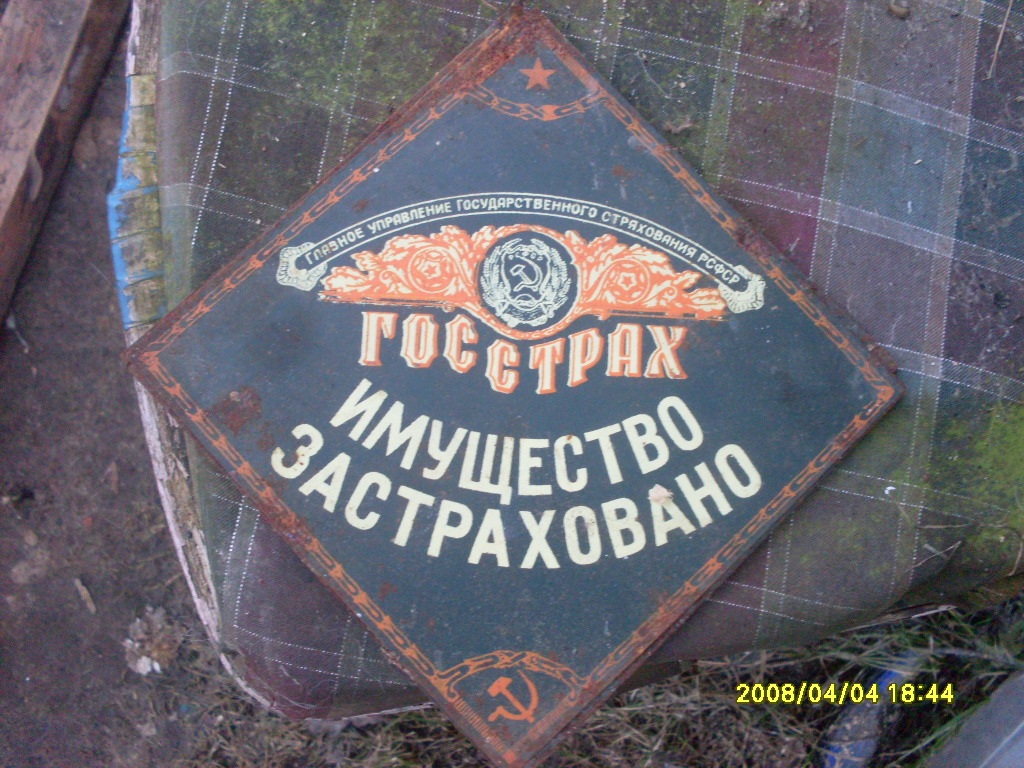 ГЛАВНОЕ УПРАВЛЕНИЕ ГОСУДАРСТВЕННОГО СТРАХОВАНИЯ РСФСР
ГОССТРАХ
ИМУЩЕСТВО
ЗАСТРАХОВАНО
2008/04/04 18:44